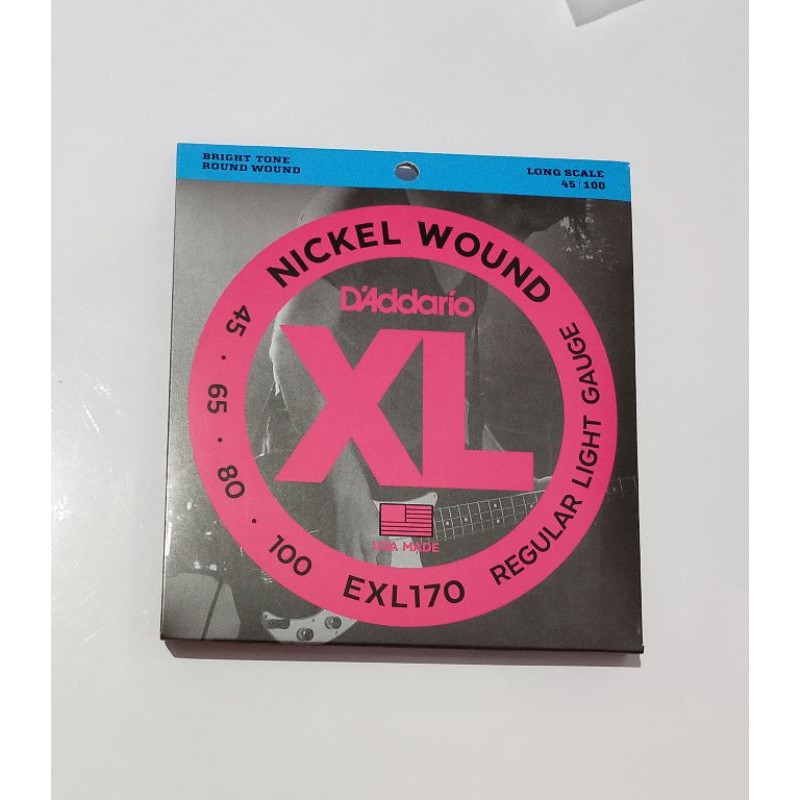 BRIGHT TONE
ROUND WOUND
LONG SCALE
45 | 100
NICKEL WOUND
D'Addario
XL
USA MADE
45 · 65 · 80 · 100
EXL170
REGULAR LIGHT GAUGE